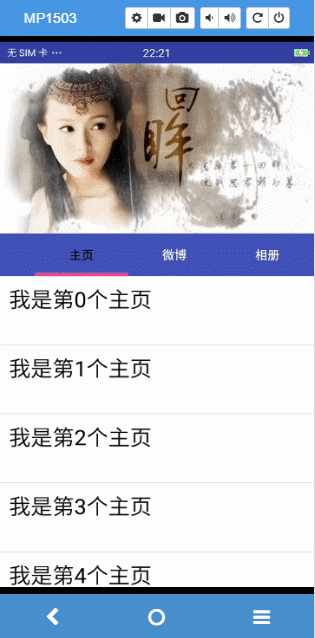 MP1503
无 SIM 卡
22:21
回眸
主页
微博
相册
我是第0个主页
我是第1个主页
我是第2个主页
我是第3个主页
我是第4个主页